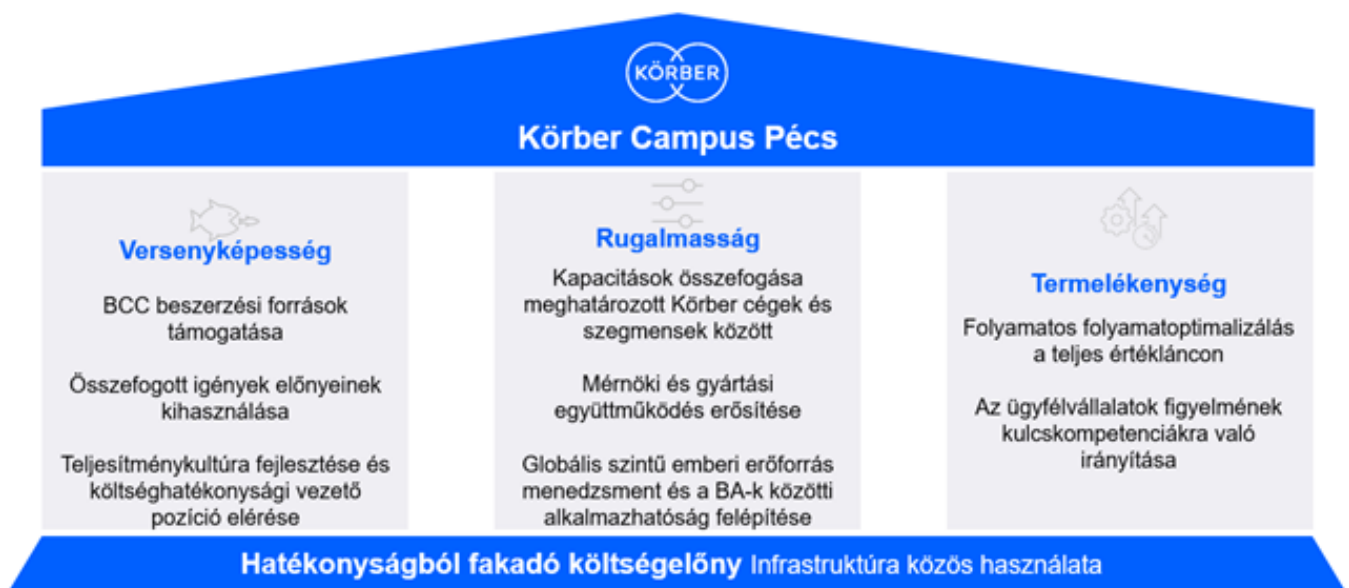 KÖRBER
Körber Campus Pécs
Versenyképesség
BCC beszerzési források
támogatása
Összefogott igények előnyeinek
kihasználása
Teljesítménykultúra fejlesztése és
költséghatékonysági vezető
pozíció elérése
Rugalmasság
Kapacitások összefogása
meghatározott Körber cégek és
szegmensek között
Mérnöki és gyártási
együttműködés erősítése
Globális szintű emberi erőforrás
menedzsment és a BA-k közötti
alkalmazhatóság felépítése
Termelékenység
Folyamatos folyamatoptimalizálás
a teljes értékláncon
Az ügyfélvállalatok figyelmének
kulcskompetenciákra való
irányítása
Hatékonyságból fakadó költségelőny Infrastruktúra közös használata